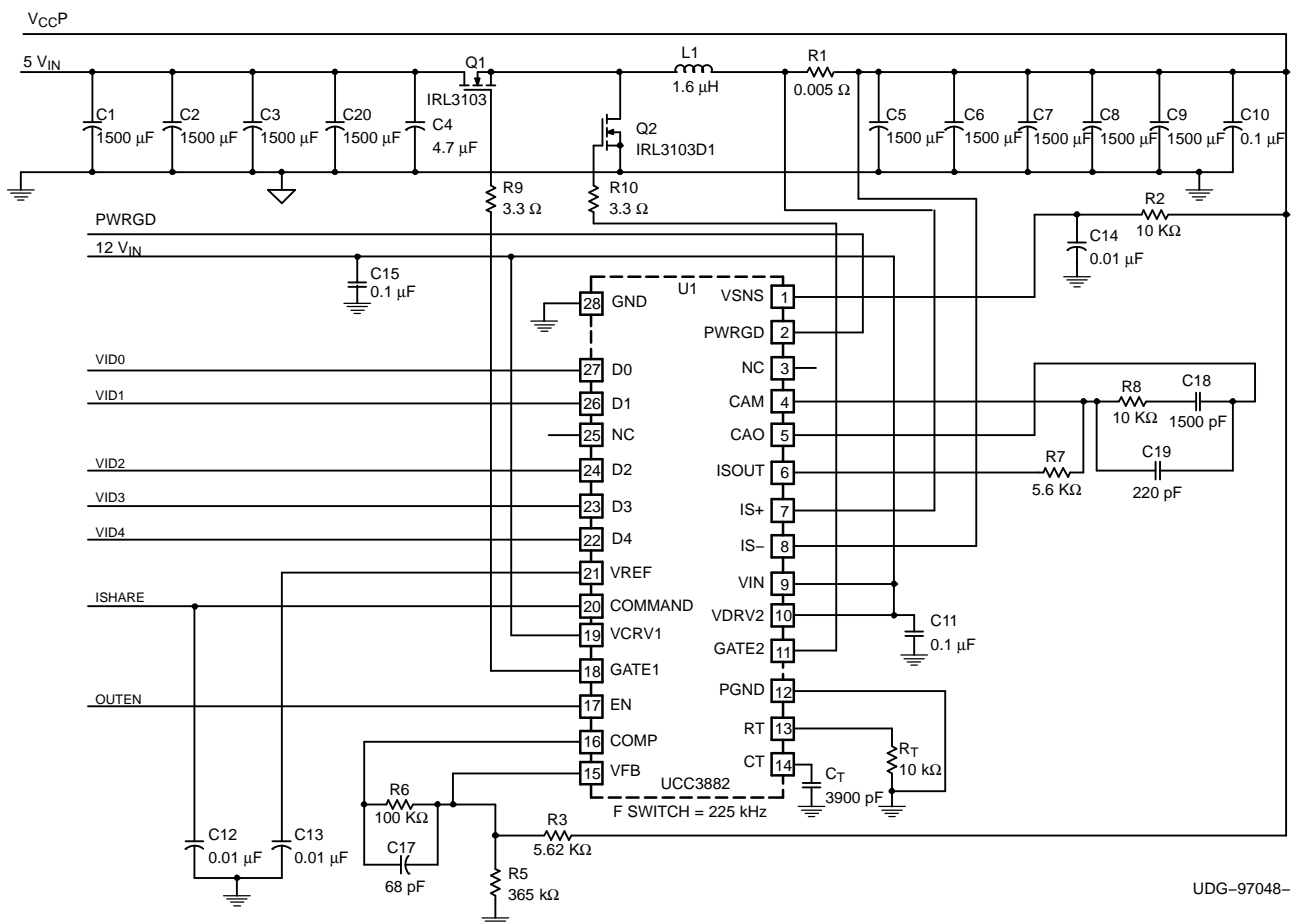 VCCP
5 VIN
Q1
IRL3103
L1
1.6 μH
R1
0.005 Ω
C1
1500 μF
C2
1500 μF
C3
1500 μF
C20
1500 μF
C4
4.7 μF
Q2
IRL3103D1
C5
1500 μF
C6
1500 μF
C7
1500 μF
C8
1500 μF
C9
1500 μF
C10
0.1 μF
R9
3.3 Ω
R10
3.3 Ω
R2
10 KΩ
C14
0.01 μF
PWRGD
12 VIN
C15
0.1 μF
U1
28 GND
27 D0
26 D1
25 NC
24 D2
23 D3
22 D4
21 VREF
20 COMMAND
19 VCRV1
18 GATE1
17 EN
16 COMP
15 VFB
VSNS 1
PWRGD 2
NC 3
CAM 4
CAO 5
ISOUT 6
IS+ 7
IS− 8
VIN 9
VDRV2 10
GATE2 11
PGND 12
RT 13
CT 14
UCC3882
F SWITCH = 225 kHz
VID0
VID1
VID2
VID3
VID4
ISHARE
OUTEN
R8
10 KΩ
C18
1500 pF
R7
5.6 KΩ
C19
220 pF
C11
0.1 μF
RT
10 kΩ
CT
3900 pF
R6
100 KΩ
C17
68 pF
R3
5.62 KΩ
R5
365 kΩ
C12
0.01 μF
C13
0.01 μF
UDG−97048−